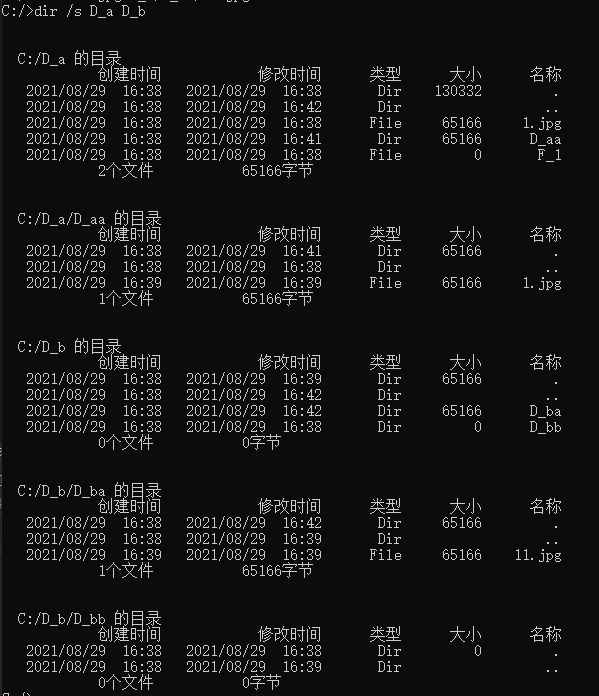 C:/>dir /s D_a D_b
C:/D_a 的目录
创建时间 修改时间 类型 大小 名称
2021/08/29 16:38 2021/08/29 16:38 Dir 130332 .
2021/08/29 16:38 2021/08/29 16:42 Dir ..
2021/08/29 16:38 2021/08/29 16:38 File 65166 1.jpg
2021/08/29 16:38 2021/08/29 16:41 Dir 65166 D_aa
2021/08/29 16:38 2021/08/29 16:38 File 0 F_1
2个文件 65166字节
C:/D_a/D_aa 的目录
创建时间 修改时间 类型 大小 名称
2021/08/29 16:38 2021/08/29 16:41 Dir 65166 .
2021/08/29 16:38 2021/08/29 16:38 Dir ..
2021/08/29 16:39 2021/08/29 16:39 File 65166 1.jpg
1个文件 65166字节
C:/D_b 的目录
创建时间 修改时间 类型 大小 名称
2021/08/29 16:38 2021/08/29 16:39 Dir 65166 .
2021/08/29 16:38 2021/08/29 16:42 Dir ..
2021/08/29 16:38 2021/08/29 16:42 Dir 65166 D_ba
2021/08/29 16:38 2021/08/29 16:38 Dir 0 D_bb
0个文件 0字节
C:/D_b/D_ba 的目录
创建时间 修改时间 类型 大小 名称
2021/08/29 16:38 2021/08/29 16:42 Dir 65166 .
2021/08/29 16:38 2021/08/29 16:39 Dir ..
2021/08/29 16:39 2021/08/29 16:39 File 65166 11.jpg
1个文件 65166字节
C:/D_b/D_bb 的目录
创建时间 修改时间 类型 大小 名称
2021/08/29 16:38 2021/08/29 16:38 Dir 0 .
2021/08/29 16:38 2021/08/29 16:39 Dir ..
0个文件 0字节